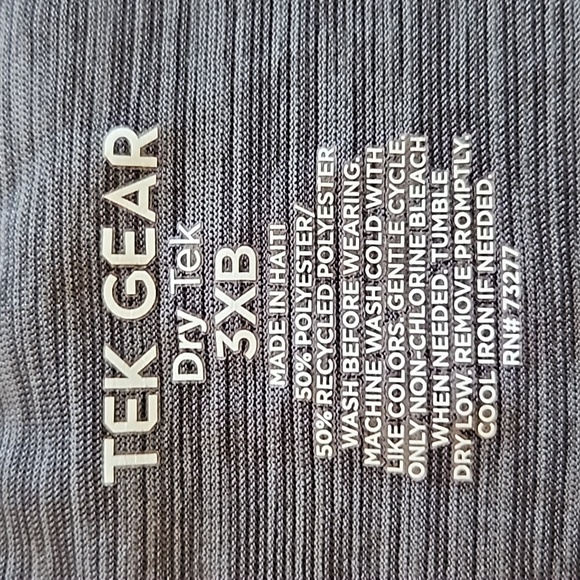 TEK GEAR
Dry Tek
3XB
MADE IN HAITI
50% POLYESTER/
50% RECYCLED POLYESTER
WASH BEFORE WEARING.
MACHINE WASH COLD WITH
LIKE COLORS. GENTLE CYCLE.
ONLY NON-CHLORINE BLEACH
WHEN NEEDED. TUMBLE
DRY LOW. REMOVE PROMPTLY.
COOL IRON IF NEEDED.
RN# 73277